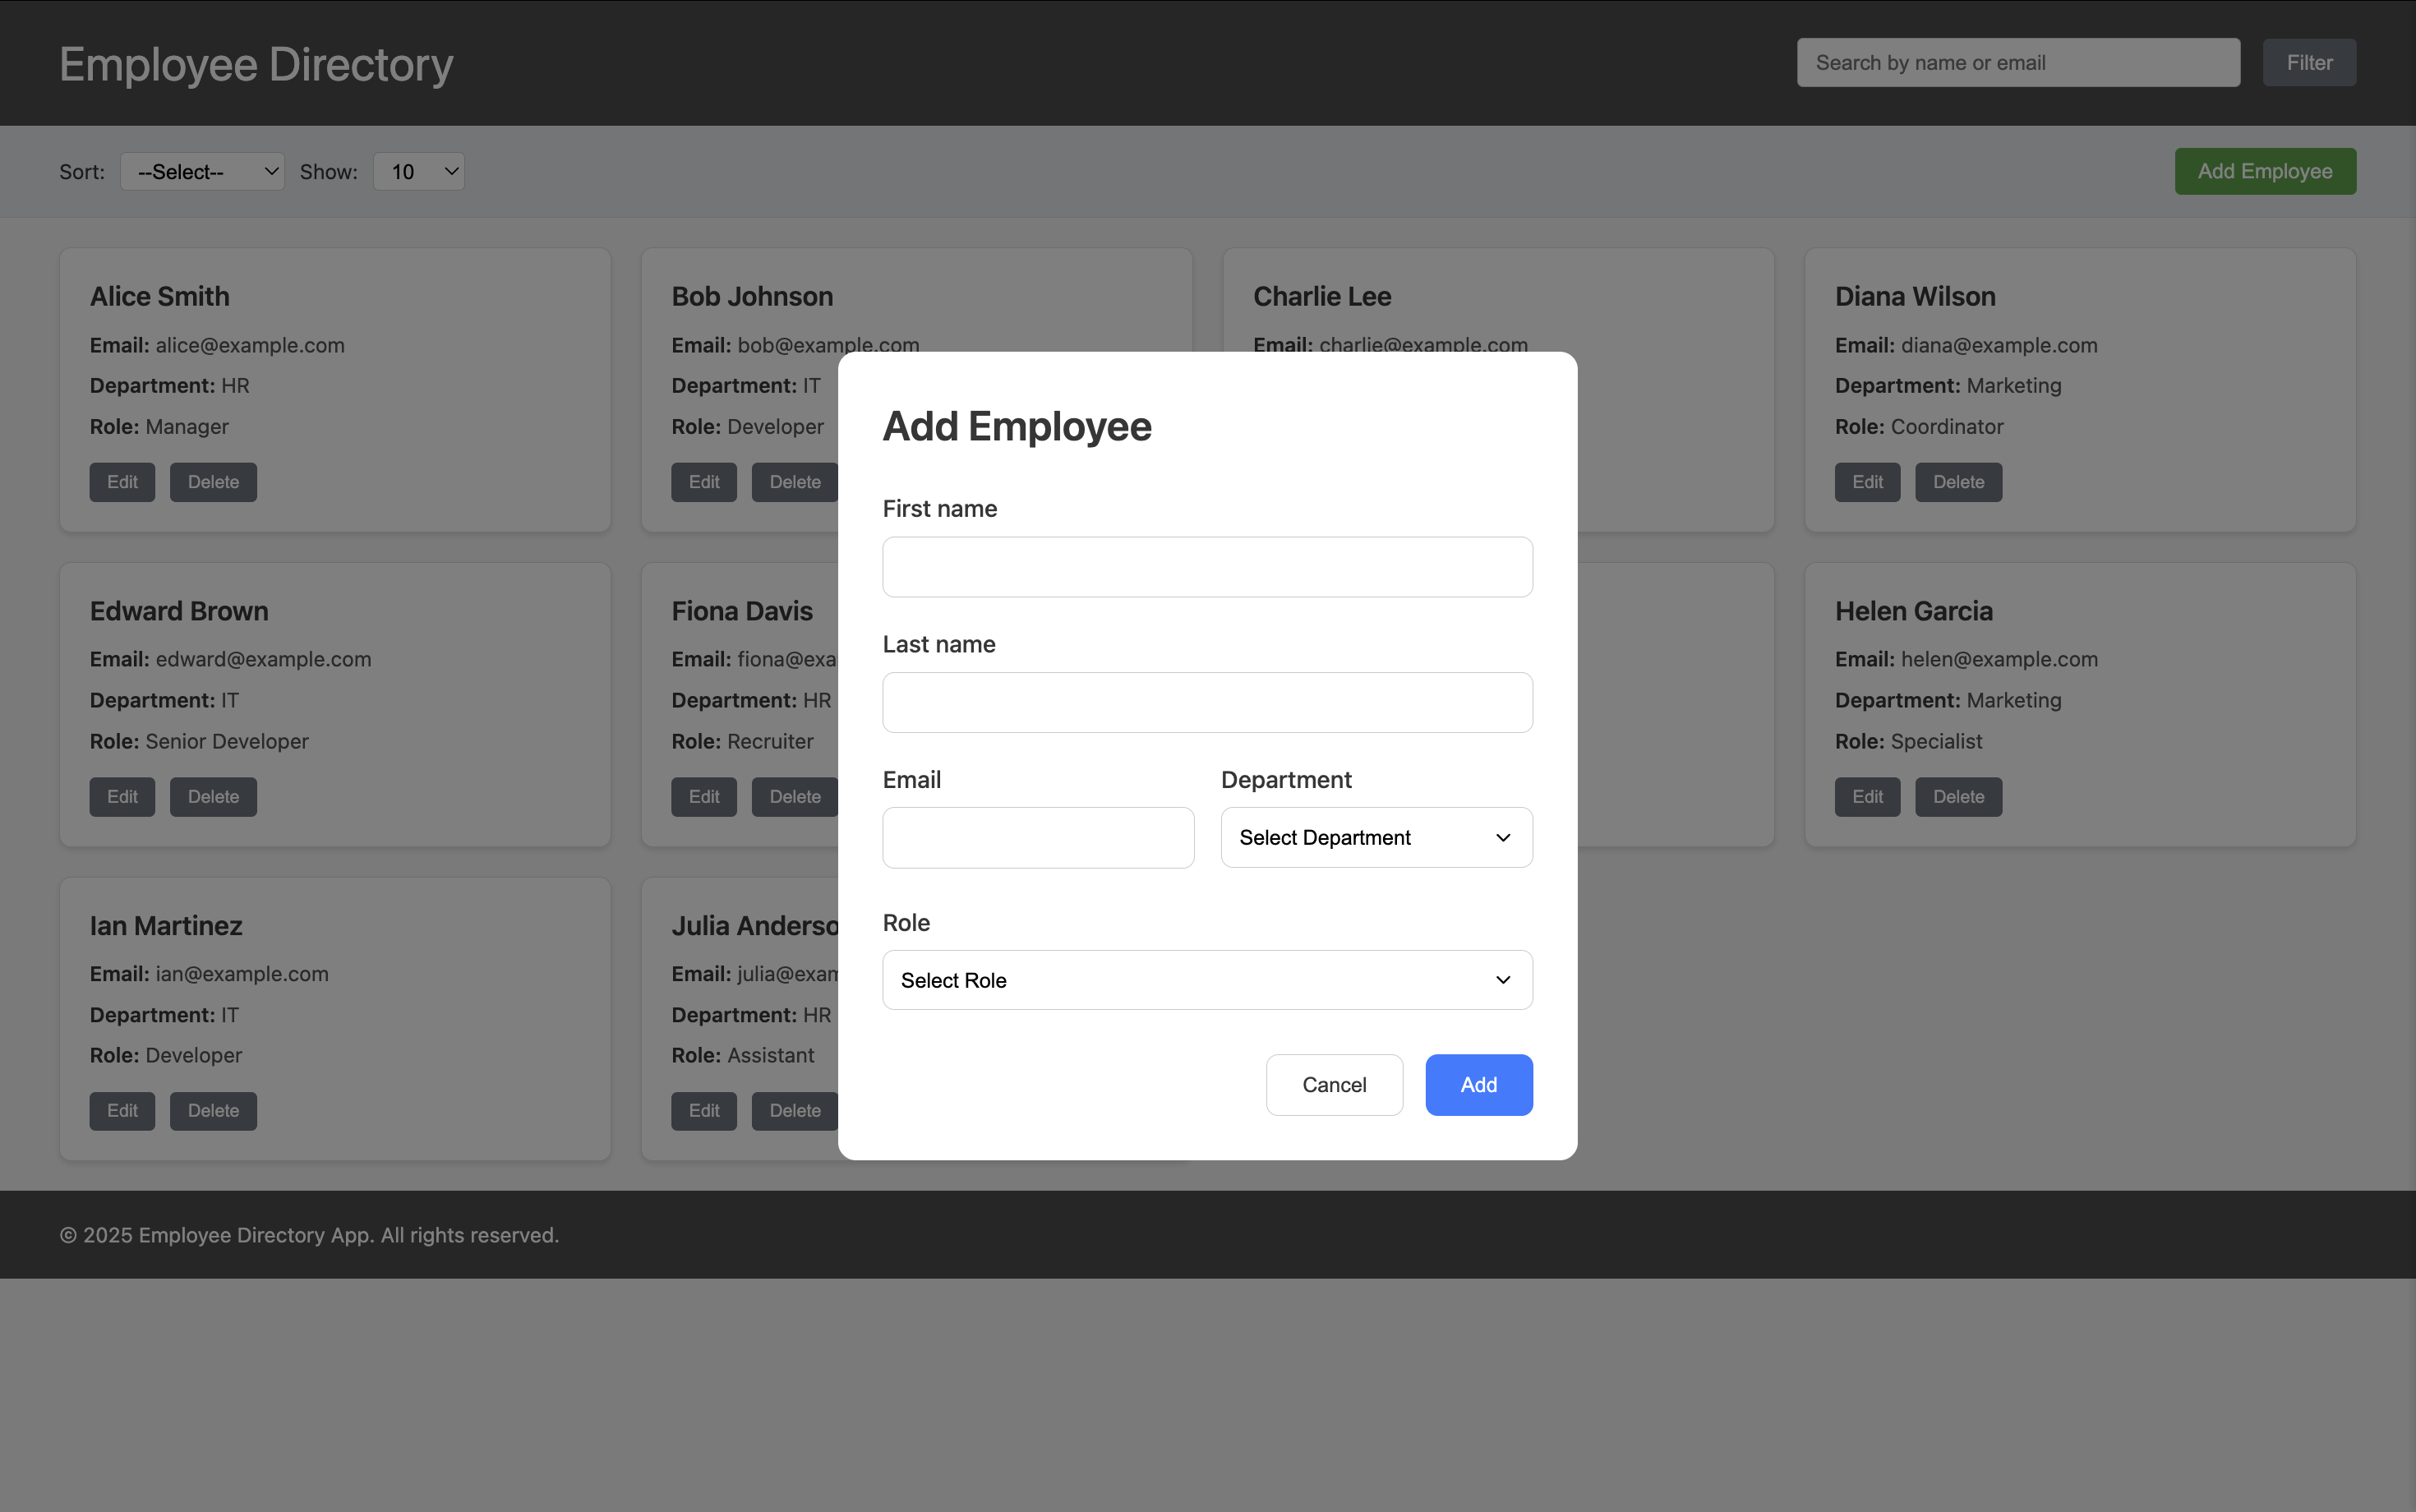 Employee Directory
Search by name or email
Filter
Sort: --Select-- Show: 10
Add Employee
Alice Smith
Email: alice@example.com
Department: HR
Role: Manager
Edit Delete
Bob Johnson
Email: bob@example.com
Department: IT
Role: Developer
Edit Delete
Charlie Lee
Email: charlie@example.com
Diana Wilson
Email: diana@example.com
Department: Marketing
Role: Coordinator
Edit Delete
Edward Brown
Email: edward@example.com
Department: IT
Role: Senior Developer
Edit Delete
Fiona Davis
Email: fiona@exa
Department: HR
Role: Recruiter
Edit Delete
Helen Garcia
Email: helen@example.com
Department: Marketing
Role: Specialist
Edit Delete
Ian Martinez
Email: ian@example.com
Department: IT
Role: Developer
Edit Delete
Julia Anderso
Email: julia@exam
Department: HR
Role: Assistant
Edit Delete
Add Employee
First name
Last name
Email
Department
Select Department
Role
Select Role
Cancel Add
© 2025 Employee Directory App. All rights reserved.